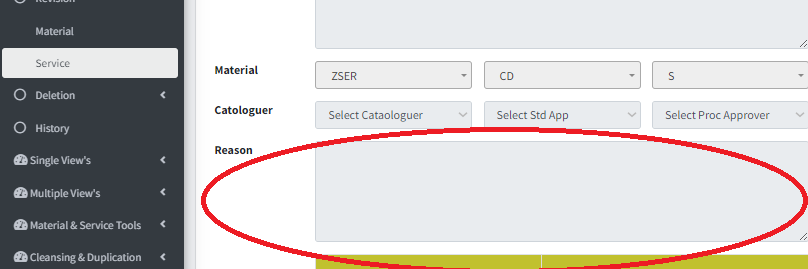 Revision
Material
Service
Material ZSER CD S
Deletion
Catologuer Select Cataologuer Select Std App Select Proc Approver
History
Reason
Single View's
Multiple View's
Material & Service Tools
Cleansing & Duplication